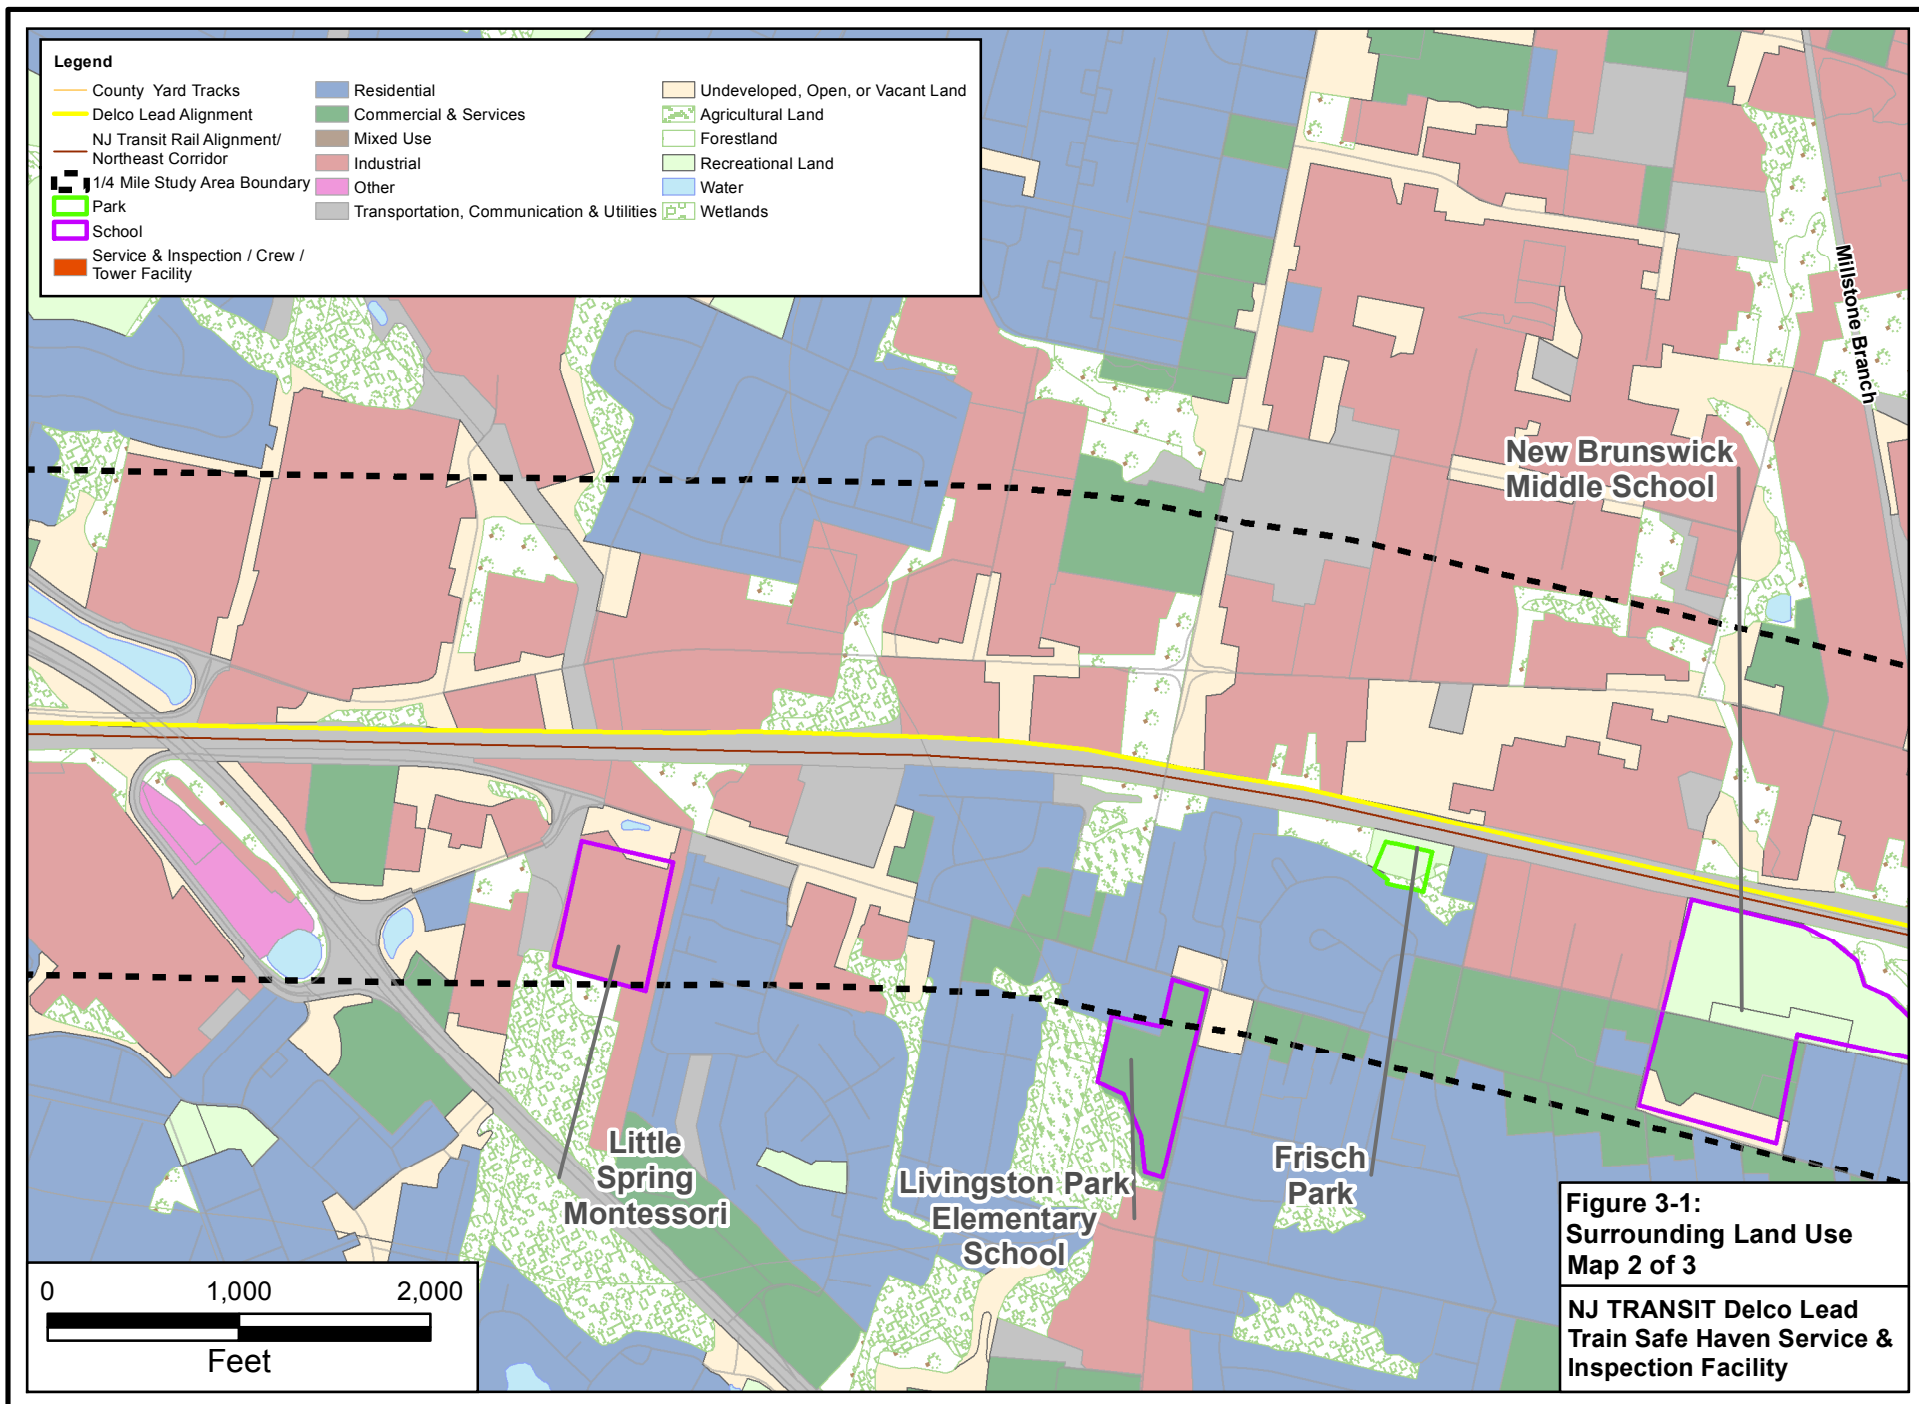 Legend
County Yard Tracks
Delco Lead Alignment
NJ Transit Rail Alignment/
Northeast Corridor
1/4 Mile Study Area Boundary
Park
School
Service & Inspection / Crew /
Tower Facility
Residential
Commercial & Services
Mixed Use
Industrial
Other
Transportation, Communication & Utilities
Undeveloped, Open, or Vacant Land
Agricultural Land
Forestland
Recreational Land
Water
Wetlands
Millstone Branch
New Brunswick
Middle School
Little
Spring
Montessori
Livingston Park
Elementary
School
Frisch
Park
0 1,000 2,000
Feet
Figure 3-1:
Surrounding Land Use
Map 2 of 3
NJ TRANSIT Delco Lead
Train Safe Haven Service &
Inspection Facility